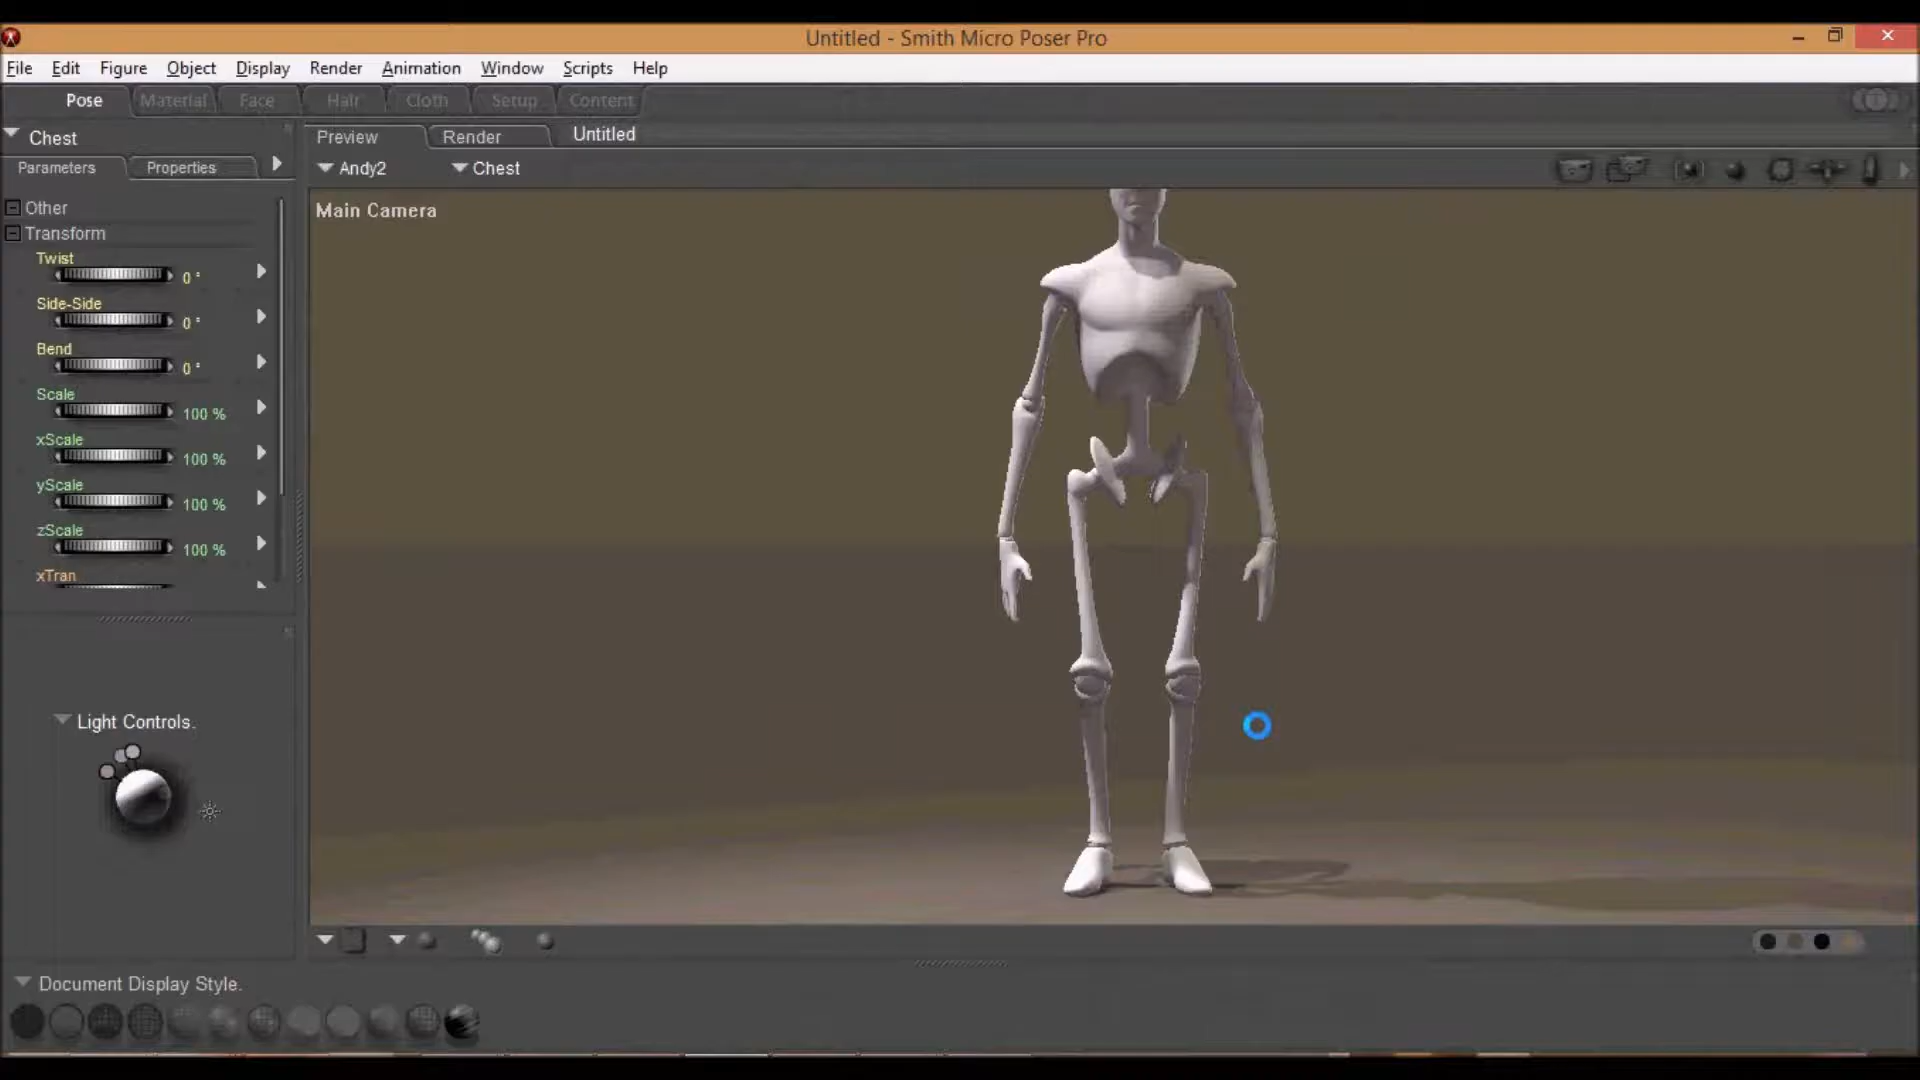 Untitled - Smith Micro Poser Pro
File Edit Figure Object Display Render Animation Window Scripts Help
Pose Material Face Hair Cloth Setup Content
Chest
Parameters Properties
Preview Render Untitled
Andy2 Chest
Main Camera
Other
Transform
Twist
0 °
Side-Side
0 °
Bend
0 °
Scale
100 %
xScale
100 %
yScale
100 %
zScale
100 %
xTran
Light Controls.
Document Display Style.